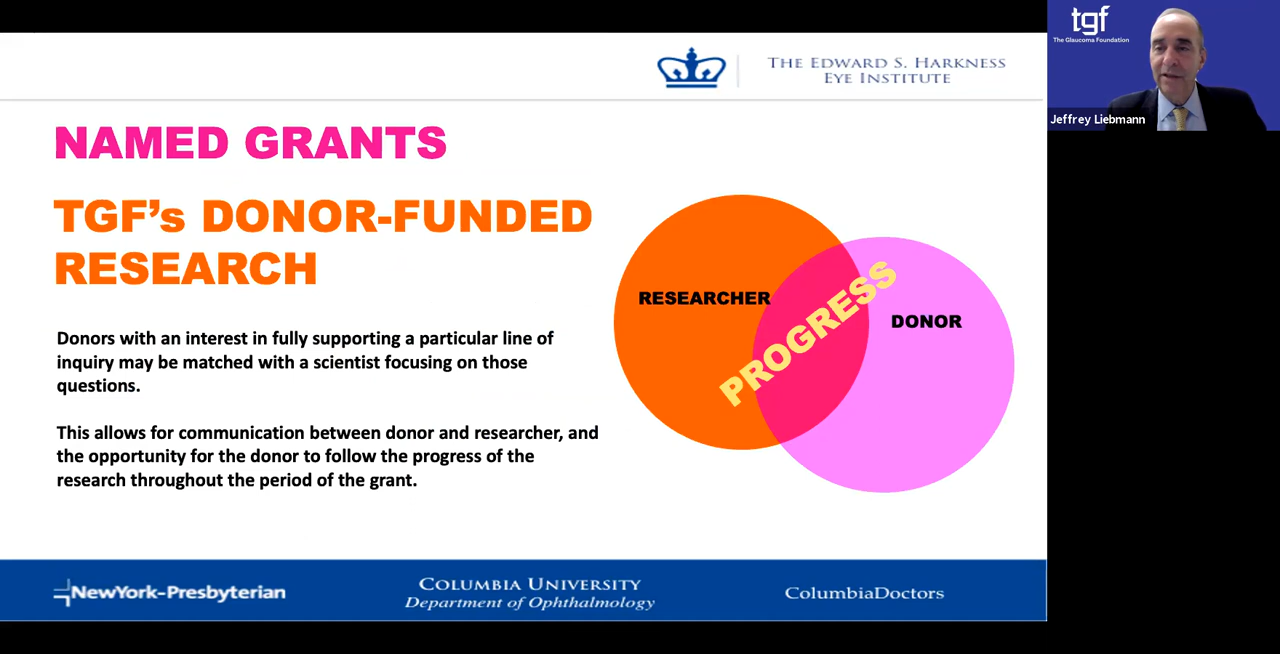 THE EDWARD S. HARKNESS
EYE INSTITUTE
tgf
The Glaucoma Foundation
Jeffrey Liebmann
NAMED GRANTS
TGF’s DONOR-FUNDED
RESEARCH
Donors with an interest in fully supporting a particular line of
inquiry may be matched with a scientist focusing on those
questions.
This allows for communication between donor and researcher, and
the opportunity for the donor to follow the progress of the
research throughout the period of the grant.
RESEARCHER
PROGRESS
DONOR
NewYork-Presbyterian
COLUMBIA UNIVERSITY
Department of Ophthalmology
ColumbiaDoctors